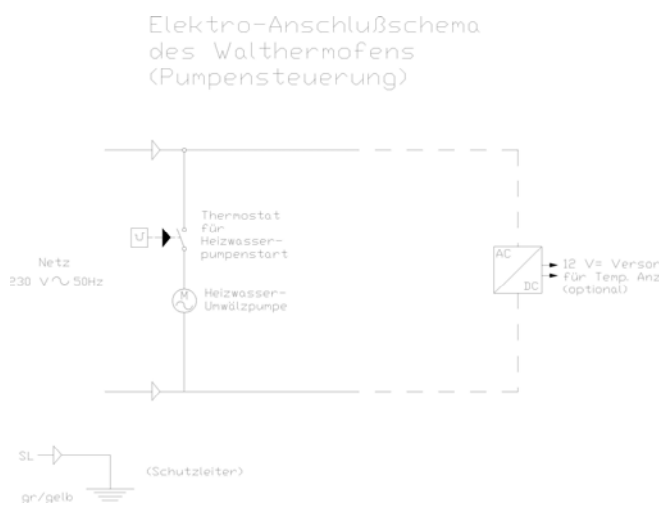 Elektro-Anschlußschema
des Walthermofens
(Pumpensteuerung)
Thermostat
für
Heizwasser-
pumpenstart
Netz
230 V 50Hz
M
Heizwasser-
Umwälzpumpe
AC
DC
12 V= Versor
für Temp. Anz
(optional)
SL
(Schutzleiter)
gr/gelb